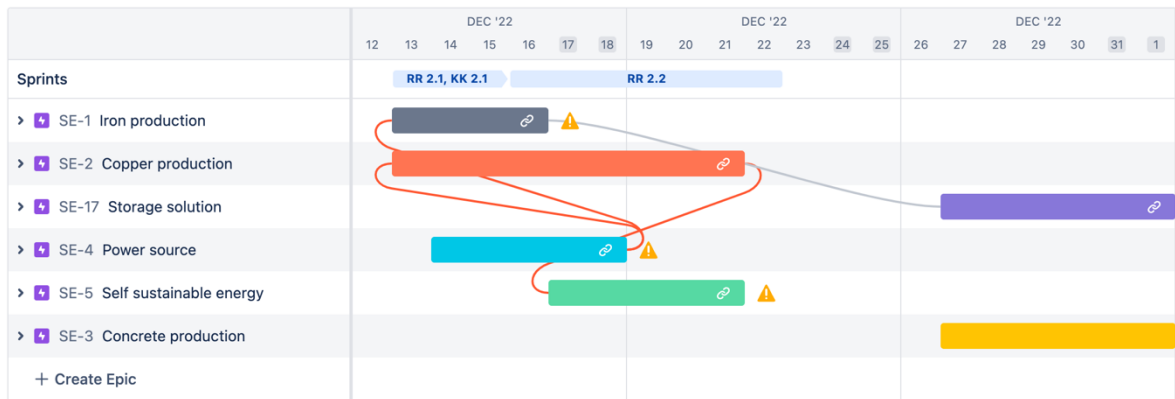 DEC '22 DEC '22 DEC '22
12 13 14 15 16 17 18 19 20 21 22 23 24 25 26 27 28 29 30 31 1
Sprints RR 2.1, KK 2.1 RR 2.2
SE-1 Iron production
SE-2 Copper production
SE-17 Storage solution
SE-4 Power source
SE-5 Self sustainable energy
SE-3 Concrete production
+ Create Epic